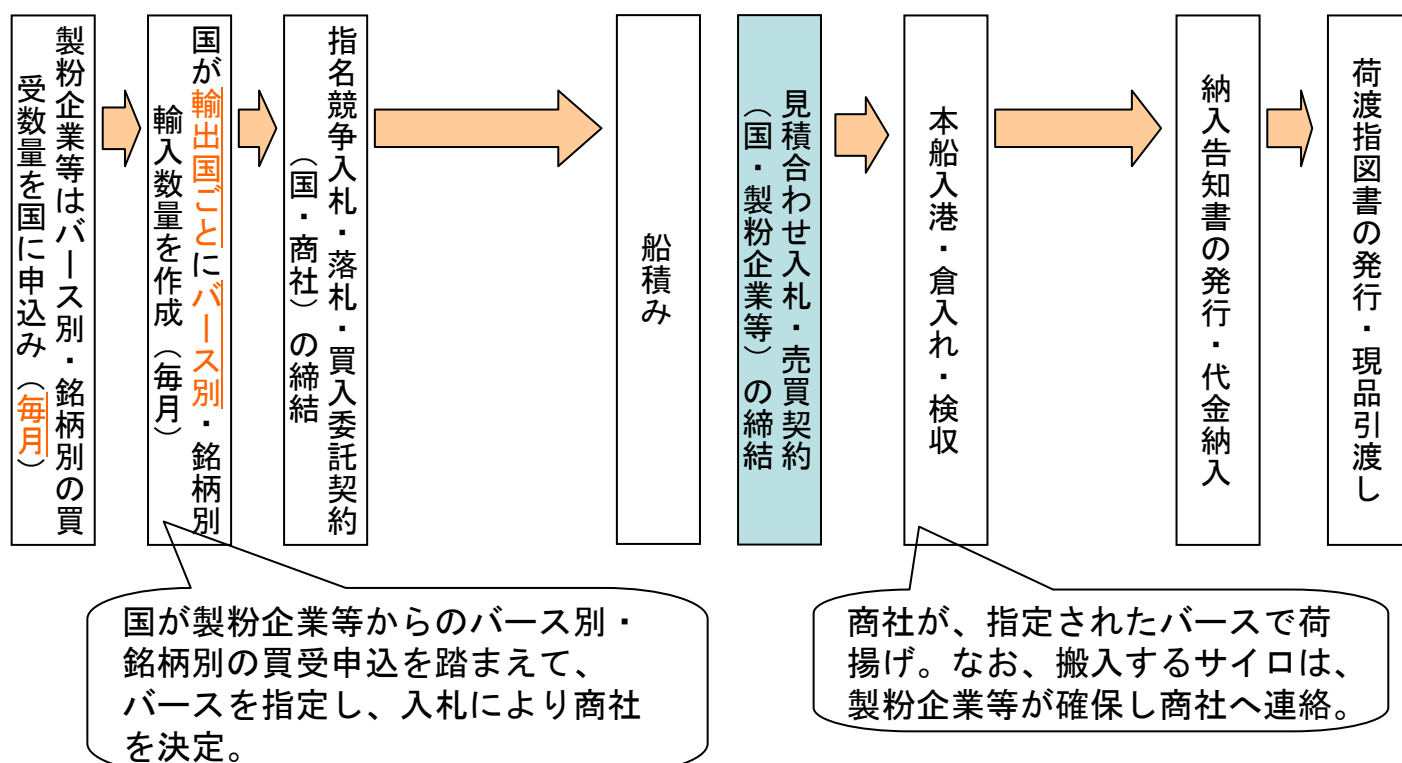 製粉企業等はバース別・銘柄別の買
受数量を国に申込み（毎月）
国が輸出国ごとにバース別・銘柄別
輸入数量を作成（毎月）
指名競争入札・落札・買入委託契約
（国・商社）の締結
船積み
見積合わせ入札・売買契約
（国・製粉企業等）の締結
本船入港・倉入れ・検収
納入告知書の発行・代金納入
荷渡指図書の発行・現品引渡し
国が製粉企業等からのバース別・
銘柄別の買受申込を踏まえて、
バースを指定し、入札により商社
を決定。
商社が、指定されたバースで荷
揚げ。なお、搬入するサイロは、
製粉企業等が確保し商社へ連絡。